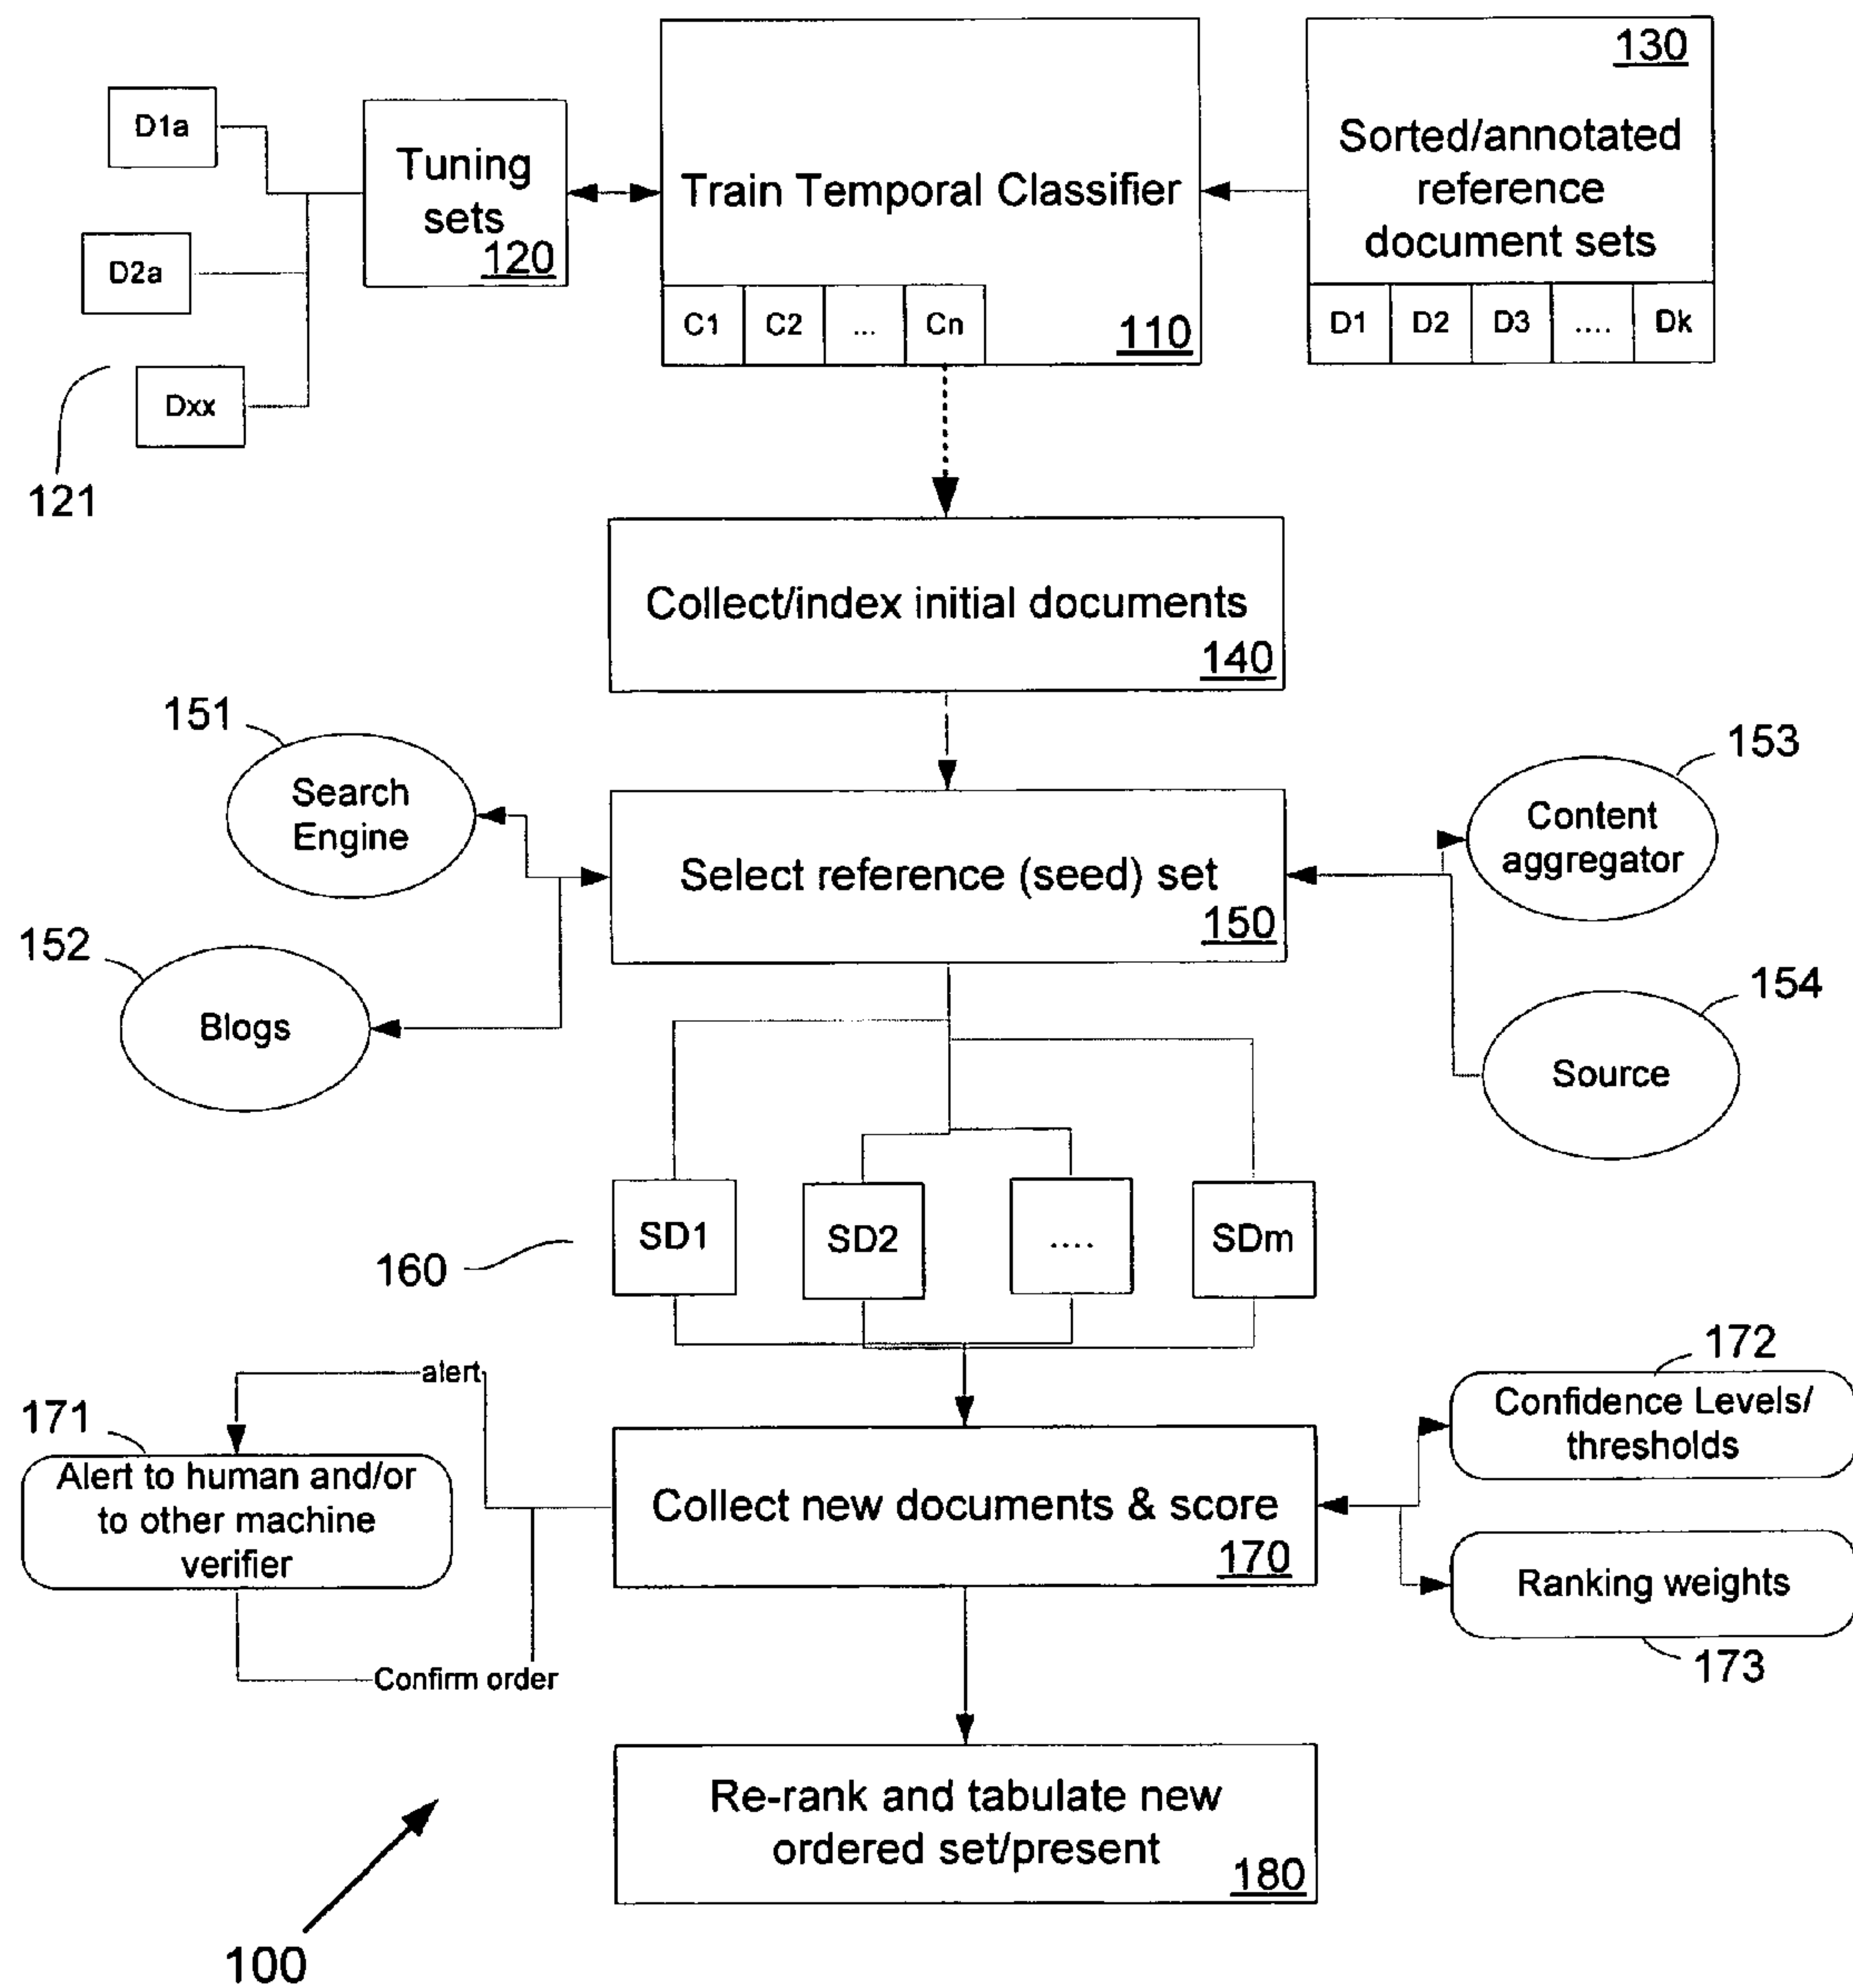 130
Sorted/annotated
reference
document sets
D1
D2
D3
....
Dk
Train Temporal Classifier
C1
C2
...
Cn
110
Tuning
sets
120
D1a
D2a
Dxx
121
Collect/index initial documents
140
151
Search
Engine
152
Blogs
Select reference (seed) set
150
153
Content
aggregator
154
Source
160
SD1
SD2
....
SDm
alert
171
Alert to human and/or
to other machine
verifier
Confirm order
Collect new documents & score
170
172
Confidence Levels/
thresholds
Ranking weights
173
Re-rank and tabulate new
ordered set/present
180
100